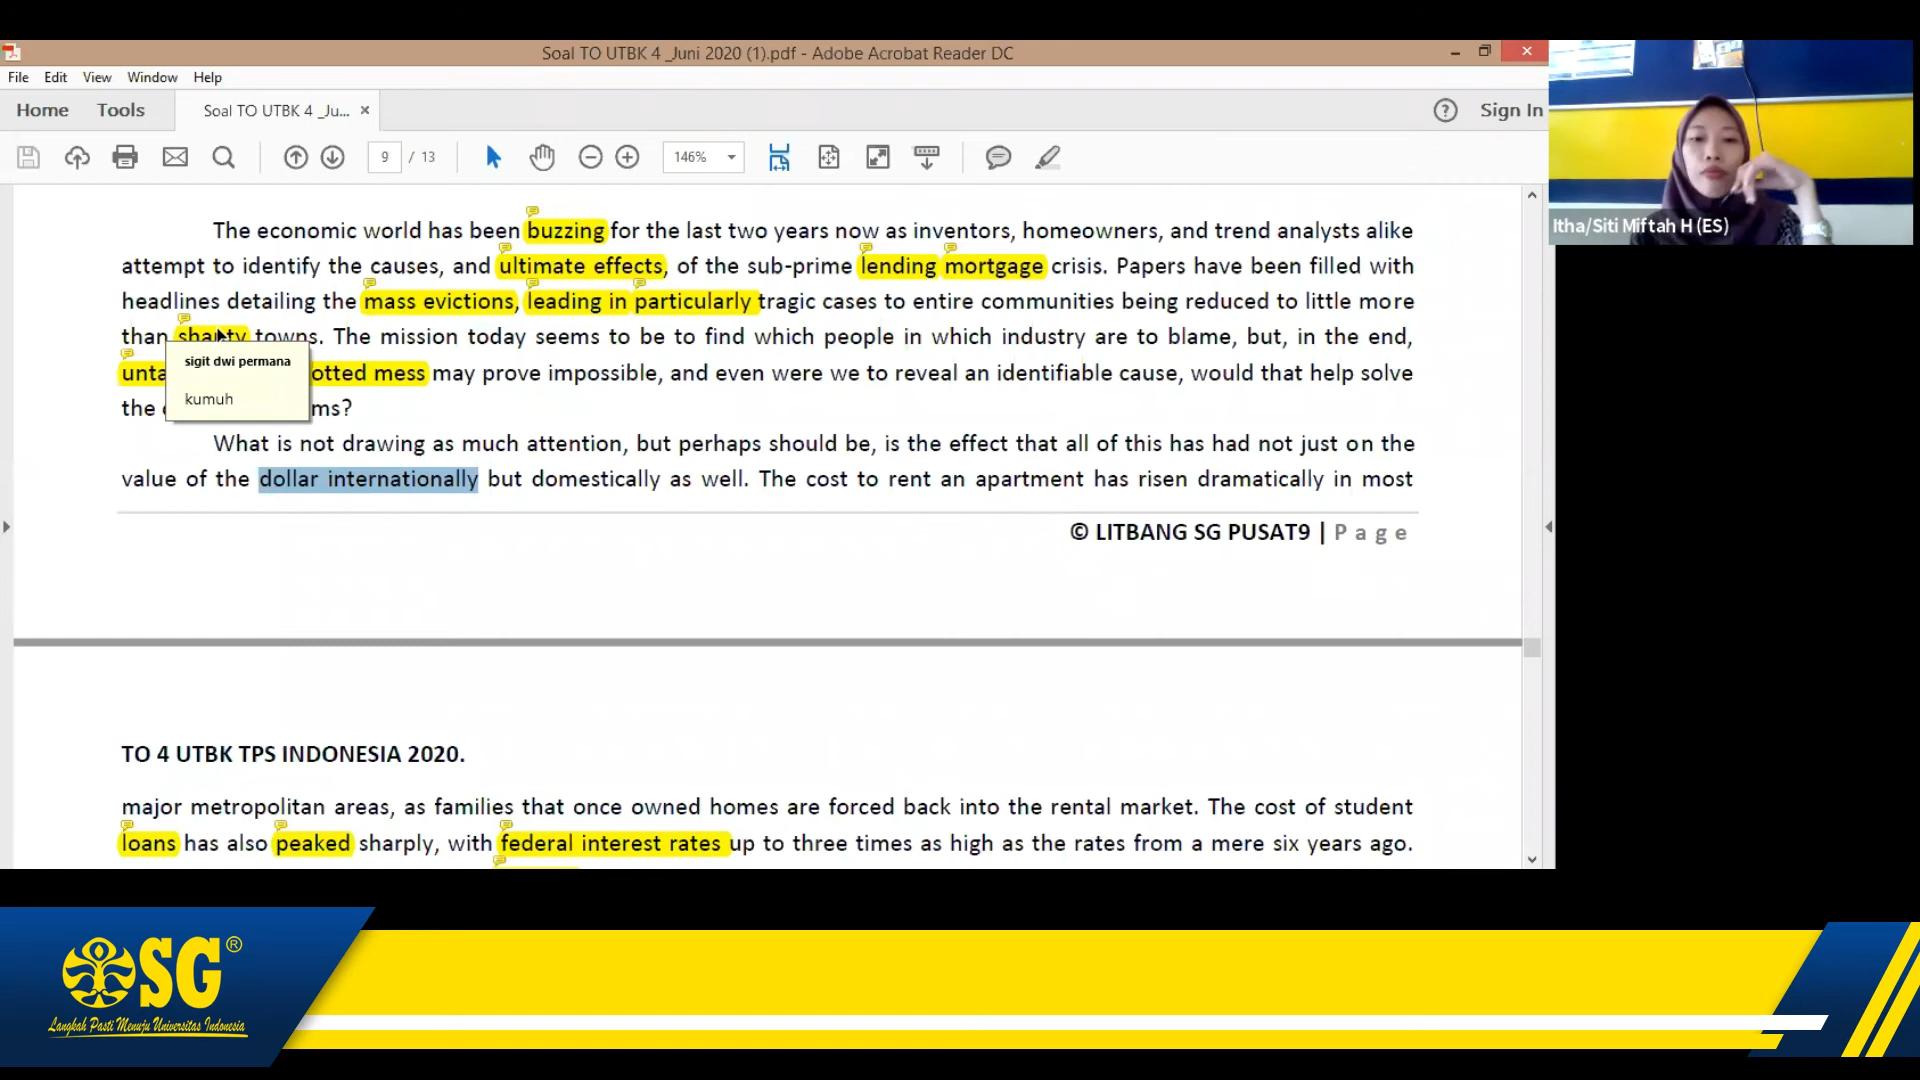 Soal TO UTBK 4 _Juni 2020 (1).pdf - Adobe Acrobat Reader DC
File Edit View Window Help
Home Tools Soal TO UTBK 4 _Ju... × ? Sign In
9 / 13 146%
The economic world has been buzzing for the last two years now as inventors, homeowners, and trend analysts alike
attempt to identify the causes, and ultimate effects, of the sub-prime lending mortgage crisis. Papers have been filled with
headlines detailing the mass evictions, leading in particularly tragic cases to entire communities being reduced to little more
than shanty towns. The mission today seems to be to find which people in which industry are to blame, but, in the end,
unta otted mess may prove impossible, and even were we to reveal an identifiable cause, would that help solve
the ms?
sigit dwi permana
kumuh
What is not drawing as much attention, but perhaps should be, is the effect that all of this has had not just on the
value of the dollar internationally but domestically as well. The cost to rent an apartment has risen dramatically in most
© LITBANG SG PUSAT9 | P a g e
TO 4 UTBK TPS INDONESIA 2020.
major metropolitan areas, as families that once owned homes are forced back into the rental market. The cost of student
loans has also peaked sharply, with federal interest rates up to three times as high as the rates from a mere six years ago.
Itha/Siti Miftah H (ES)
SG®
Langkah Pasti Menuju Universitas Indonesia